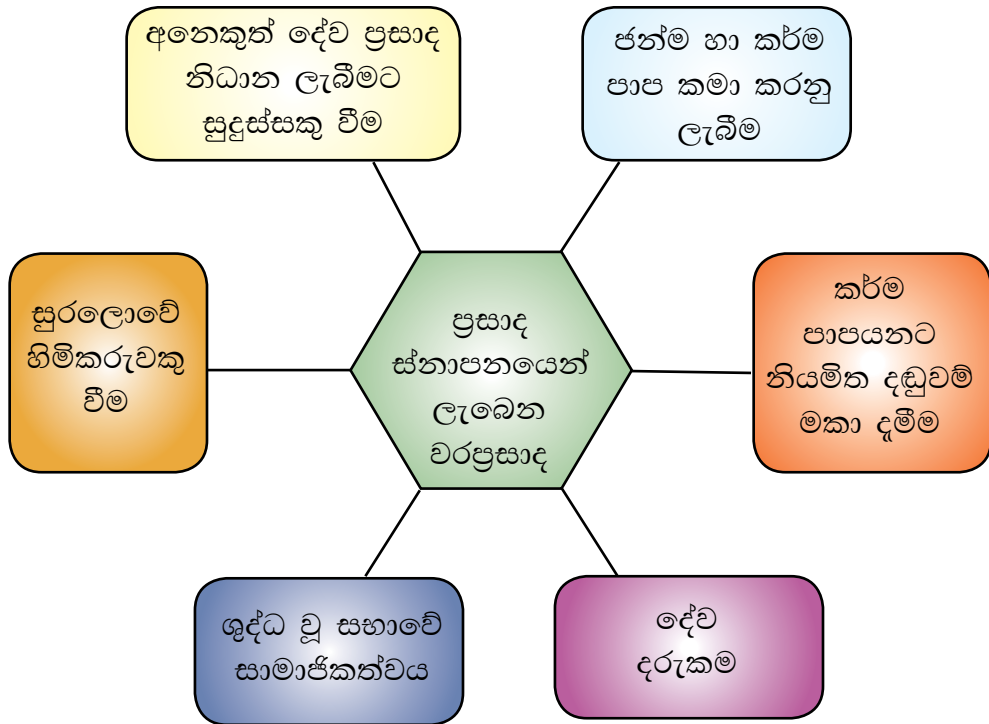 අනෙකුත් දේව ප්‍රසාද
නිධාන ලැබීමට
සුදුස්සකු වීම
ජන්ම හා කර්ම
පාප කමා කරනු
ලැබීම
සුරලොවේ
හිමිකරුවකු
වීම
ප්‍රසාද
ස්නාපනයෙන්
ලැබෙන
වරප්‍රසාද
කර්ම
පාපයනට
නියමිත දඬුවම්
මකා දැමීම
ශුද්ධ වූ සභාවේ
සාමාජිකත්වය
දේව
දරුකම